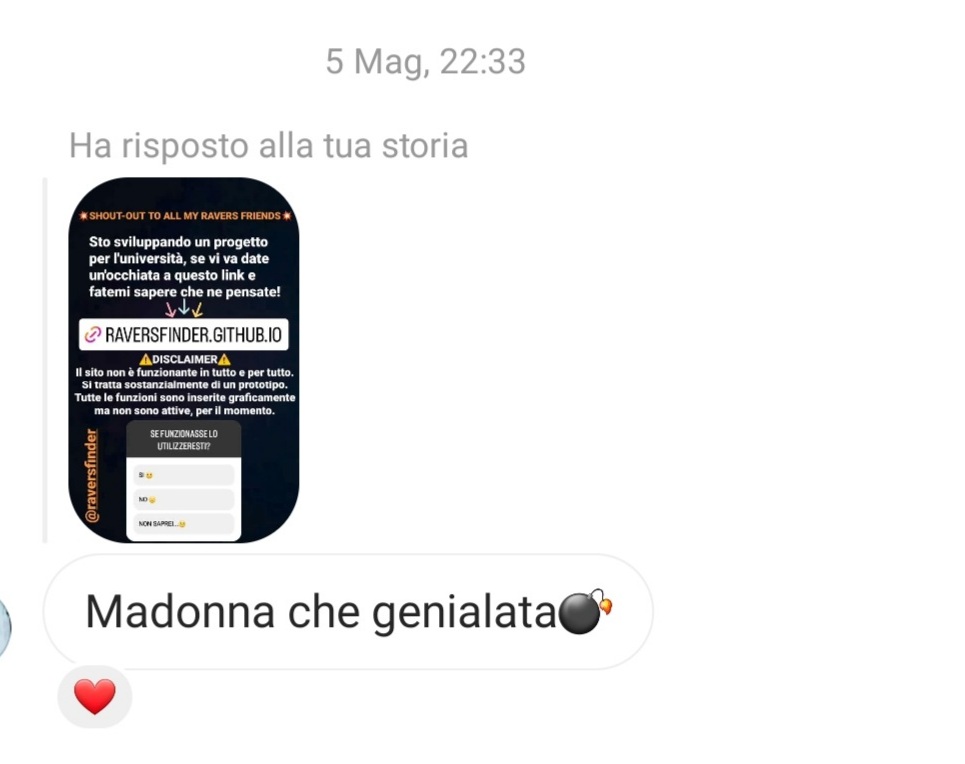 5 Mag, 22:33
Ha risposto alla tua storia
💥SHOUT-OUT TO ALL MY RAVERS FRIENDS💥
Sto sviluppando un progetto
per l'università, se vi va date
un'occhiata a questo link e
fatemi sapere che ne pensate!
RAVERSFINDER.GITHUB.IO
⚠️DISCLAIMER⚠️
Il sito non è funzionante in tutto e per tutto.
Si tratta sostanzialmente di un prototipo.
Tutte le funzioni sono inserite graficamente
ma non sono attive, per il momento.
@raversfinder
SE FUNZIONASSE LO
UTILIZZERESTI?
SI
NO
NON SAPREI...
Madonna che genialata💣